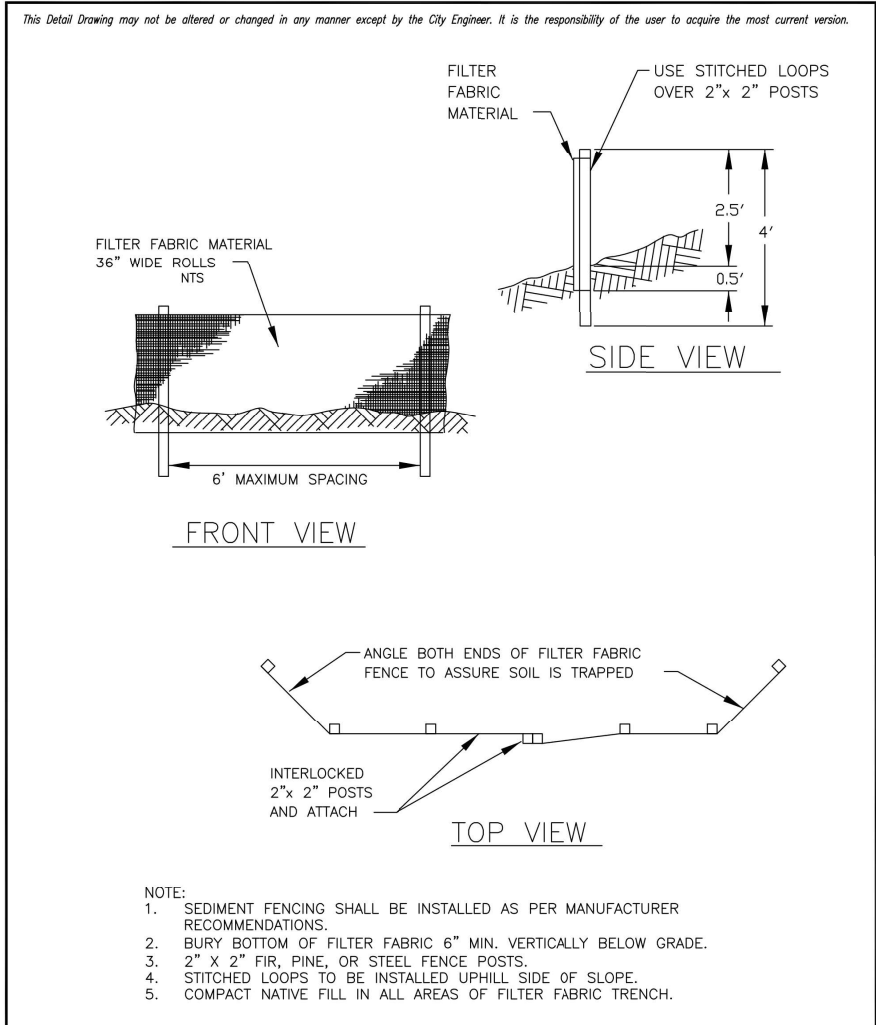 This Detail Drawing may not be altered or changed in any manner except by the City Engineer. It is the responsibility of the user to acquire the most current version.
FILTER
FABRIC
MATERIAL
USE STITCHED LOOPS
OVER 2"x 2" POSTS
2.5'
4'
0.5'
SIDE VIEW
FILTER FABRIC MATERIAL
36" WIDE ROLLS
NTS
6' MAXIMUM SPACING
FRONT VIEW
ANGLE BOTH ENDS OF FILTER FABRIC
FENCE TO ASSURE SOIL IS TRAPPED
INTERLOCKED
2"x 2" POSTS
AND ATTACH
TOP VIEW
NOTE:
1. SEDIMENT FENCING SHALL BE INSTALLED AS PER MANUFACTURER
RECOMMENDATIONS.
2. BURY BOTTOM OF FILTER FABRIC 6" MIN. VERTICALLY BELOW GRADE.
3. 2" X 2" FIR, PINE, OR STEEL FENCE POSTS.
4. STITCHED LOOPS TO BE INSTALLED UPHILL SIDE OF SLOPE.
5. COMPACT NATIVE FILL IN ALL AREAS OF FILTER FABRIC TRENCH.